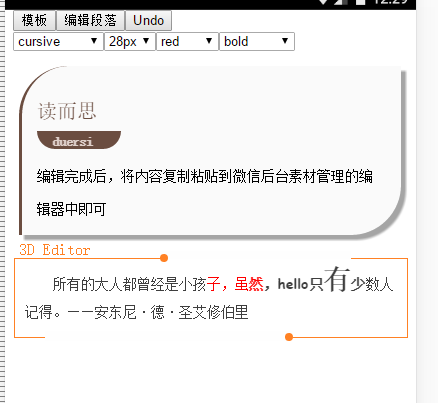 12:29
模板 编辑段落 Undo
cursive 28px red bold
读而思
duersi
编辑完成后，将内容复制粘贴到微信后台素材管理的编
辑器中即可
3D Editor
所有的大人都曾经是小孩子，虽然，hello只有少数人
记得。——安东尼·德·圣艾修伯里